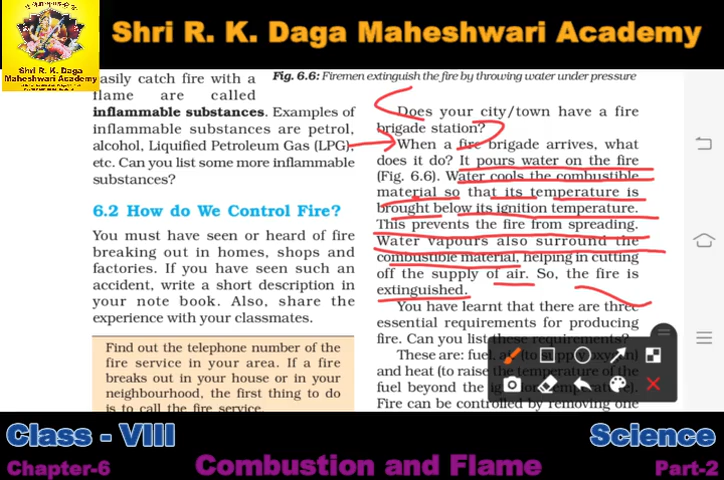 Shri R. K. Daga Maheshwari Academy
Shri R. K. Daga
Maheshwari Academy
easily catch fire with a
flame are called
inflammable substances. Examples of
inflammable substances are petrol,
alcohol, Liquified Petroleum Gas (LPG),
etc. Can you list some more inflammable
substances?
6.2 How do We Control Fire?
You must have seen or heard of fire
breaking out in homes, shops and
factories. If you have seen such an
accident, write a short description in
your note book. Also, share the
experience with your classmates.
Find out the telephone number of the
fire service in your area. If a fire
breaks out in your house or in your
neighbourhood, the first thing to do
is to call the fire service.
Fig. 6.6: Firemen extinguish the fire by throwing water under pressure
Does your city/town have a fire
brigade station?
When a fire brigade arrives, what
does it do? It pours water on the fire
(Fig. 6.6). Water cools the combustible
material so that its temperature is
brought below its ignition temperature.
This prevents the fire from spreading.
Water vapours also surround the
combustible material, helping in cutting
off the supply of air. So, the fire is
extinguished.
You have learnt that there are three
essential requirements for producing
fire. Can you list these requirements?
These are: fuel, air (to supply oxygen)
and heat (to raise the temperature of the
fuel beyond the ignition temperature).
Fire can be controlled by removing one
Class - VIII
Science
Chapter-6
Combustion and Flame
Part-2